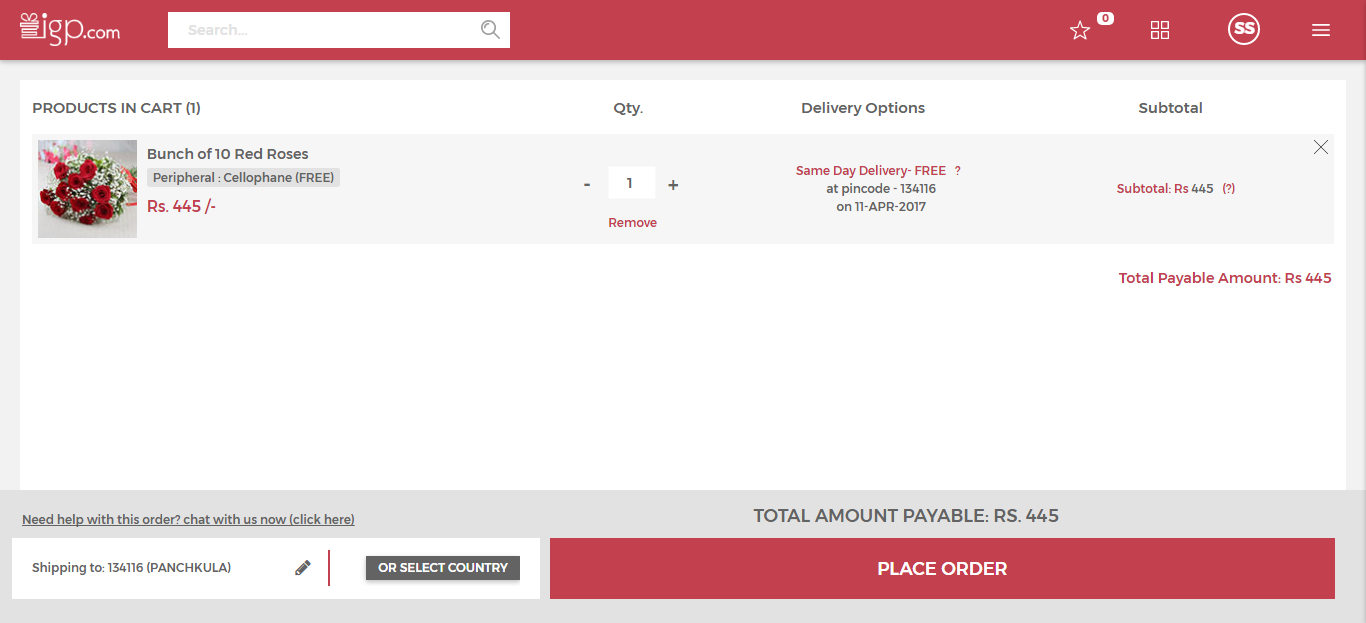 igp.com
Search...
0
SS
PRODUCTS IN CART (1)
Qty.
Delivery Options
Subtotal
Bunch of 10 Red Roses
Peripheral : Cellophane (FREE)
Rs. 445 /-
- 1 +
Remove
Same Day Delivery- FREE ?
at pincode - 134116
on 11-APR-2017
Subtotal: Rs 445 (?)
Total Payable Amount: Rs 445
Need help with this order? chat with us now (click here)
TOTAL AMOUNT PAYABLE: RS. 445
Shipping to: 134116 (PANCHKULA)
OR SELECT COUNTRY
PLACE ORDER